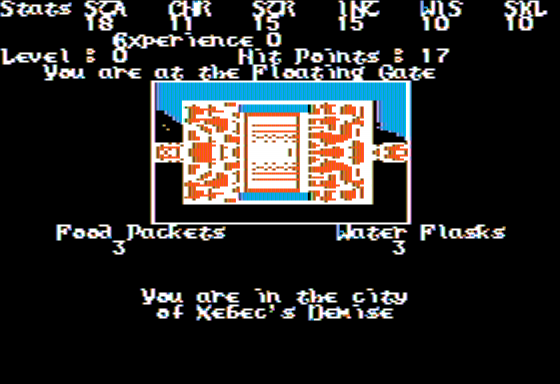 Stats STA CHR STR INC WIS SKL
18 11 15 15 10 10
Experience 0
Level : 0 Hit Points : 17
You are at the Floating Gate
Food Packets Water Flasks
3 3
You are in the city
of Xebec's Demise